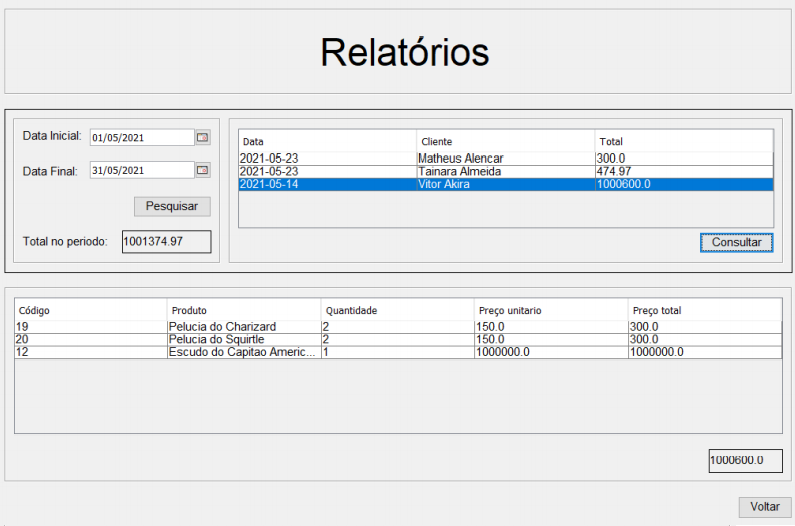 Relatórios
Data Inicial: 01/05/2021
Data Final: 31/05/2021
Pesquisar
Total no periodo: 1001374.97
Data Cliente Total
2021-05-23 Matheus Alencar 300.0
2021-05-23 Tainara Almeida 474.97
2021-05-14 Vitor Akira 1000600.0
Consultar
Código Produto Quantidade Preço unitario Preço total
19 Pelucia do Charizard 2 150.0 300.0
20 Pelucia do Squirtle 2 150.0 300.0
12 Escudo do Capitao Americ... 1 1000000.0 1000000.0
1000600.0
Voltar